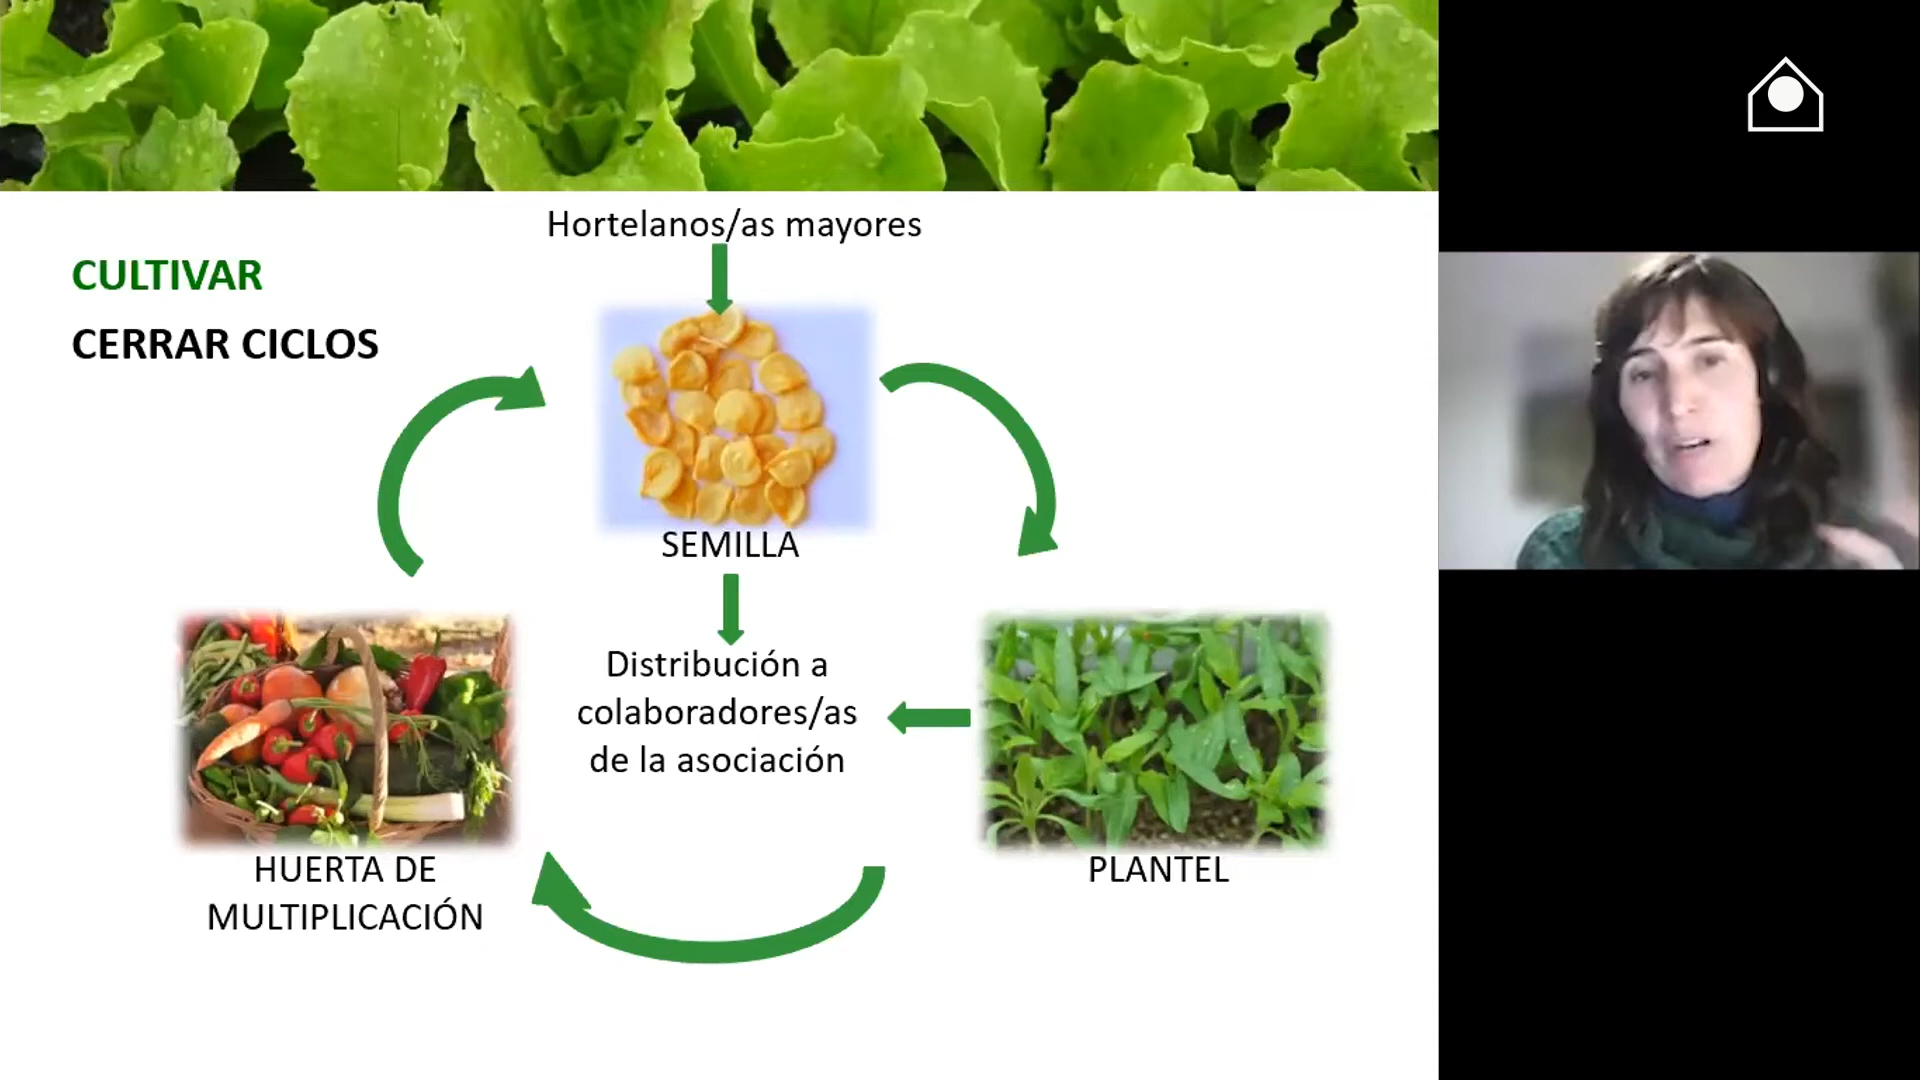 Hortelanos/as mayores
CULTIVAR
CERRAR CICLOS
SEMILLA
Distribución a
colaboradores/as
de la asociación
HUERTA DE
MULTIPLICACIÓN
PLANTEL